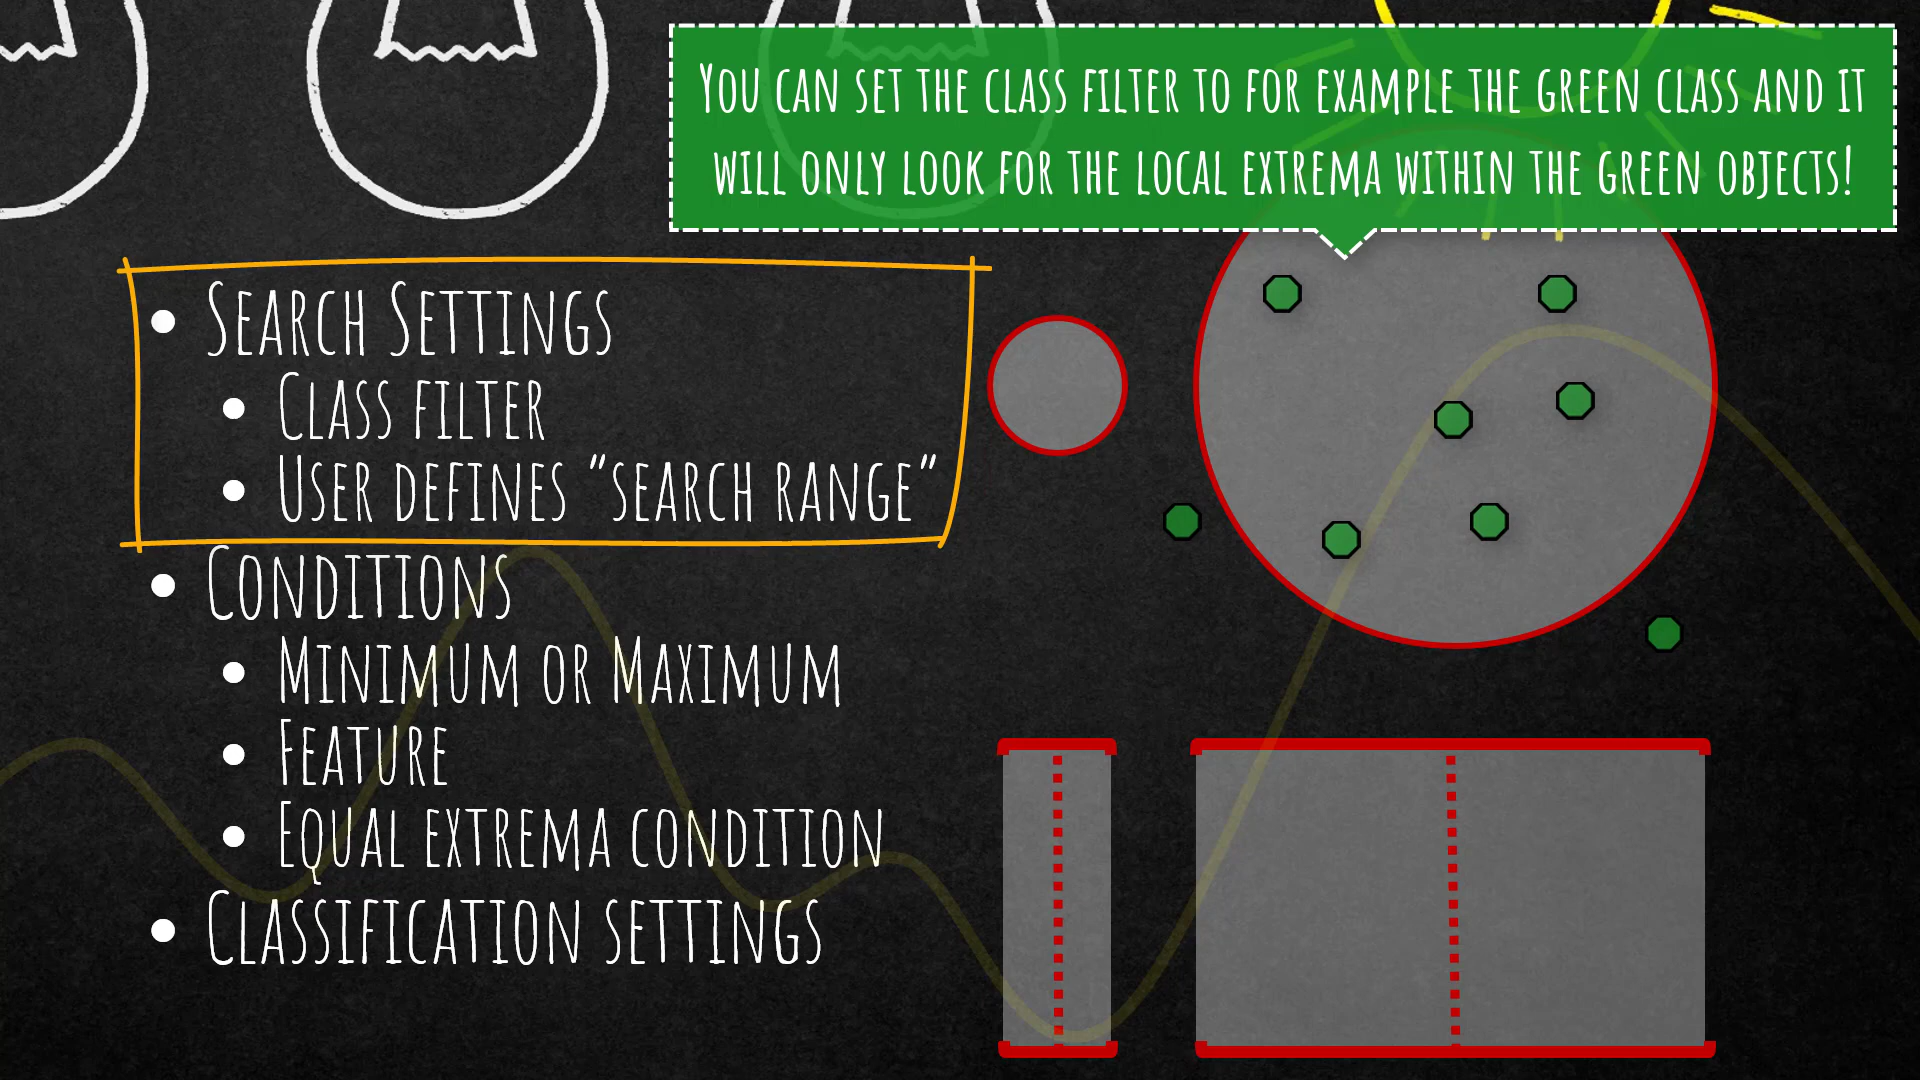 You can set the class filter to for example the green class and it
will only look for the local extrema within the green objects!
• Search Settings
• Class filter
• User defines "search range"
• Conditions
• Minimum or Maximum
• Feature
• Equal extrema condition
• Classification settings